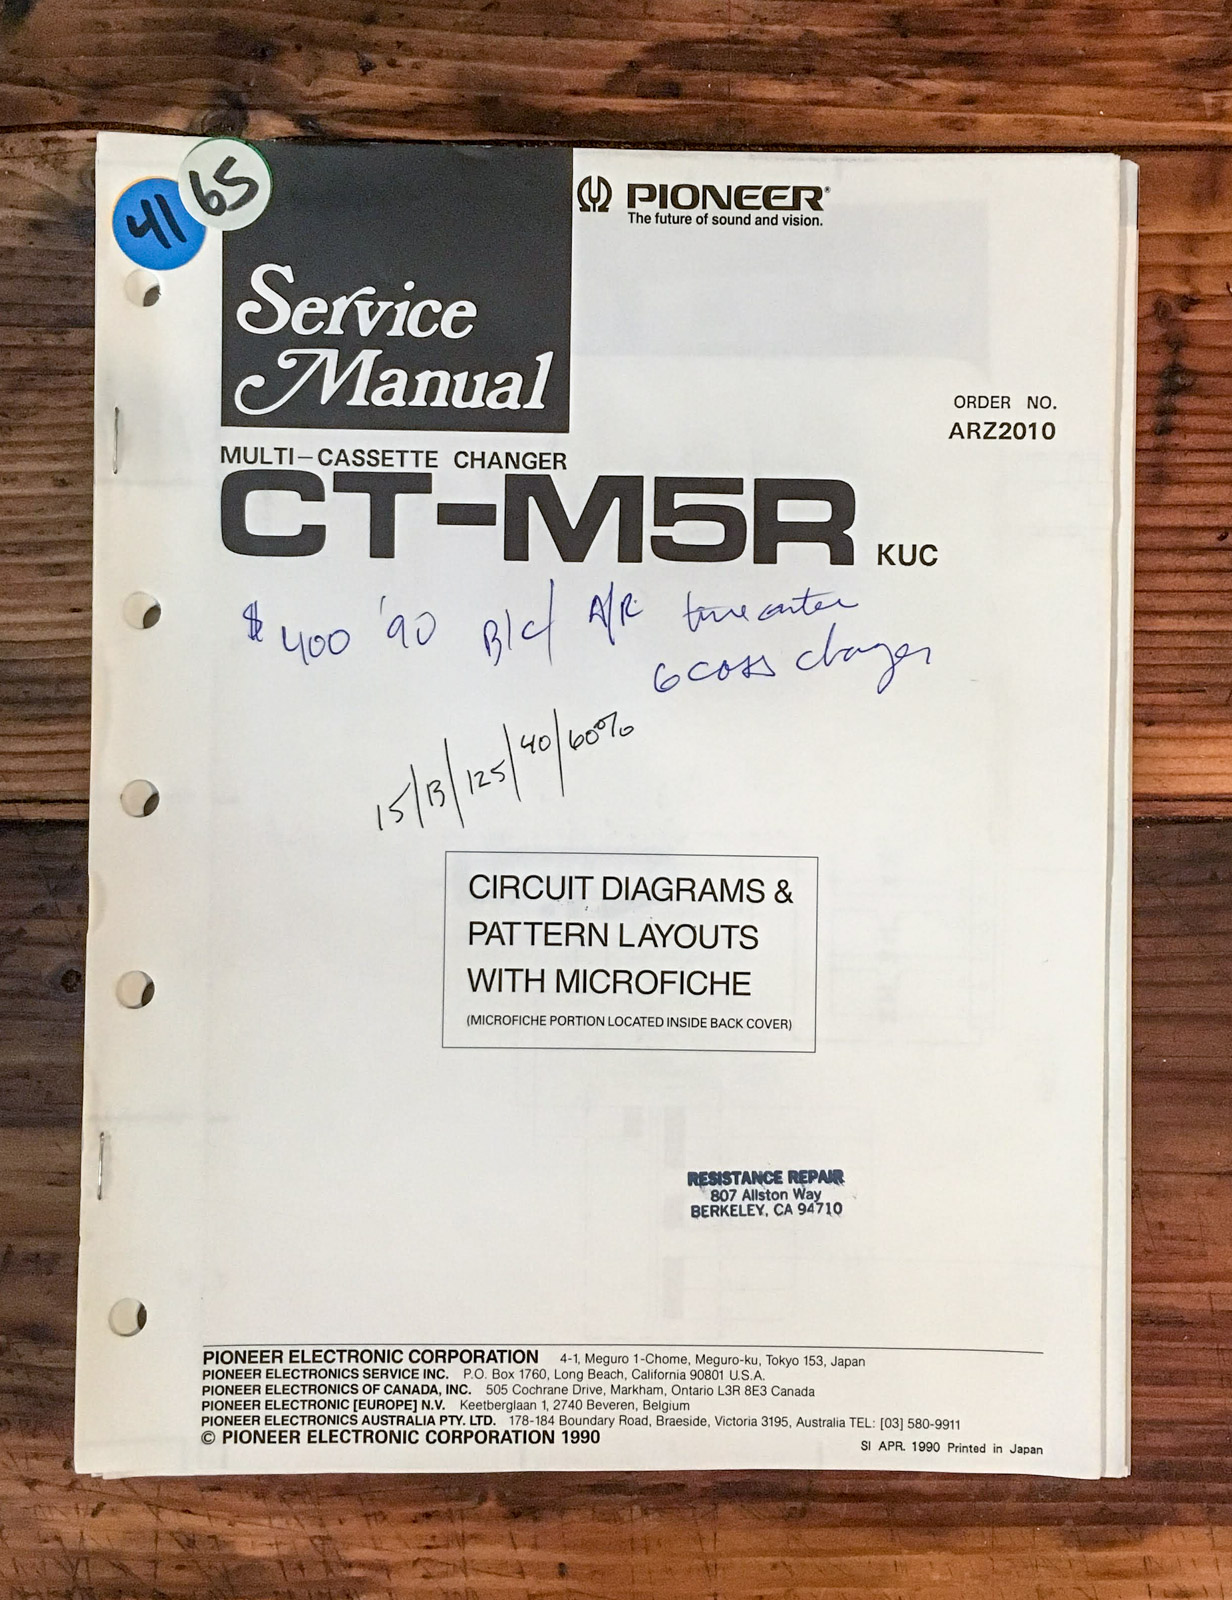 41
65
PIONEER®
The future of sound and vision.
Service
Manual
ORDER NO.
ARZ2010
MULTI-CASSETTE CHANGER
CT-M5R KUC
$400 '90 B/C/ A/R
6 cass changer
15/B/125/40/60%
CIRCUIT DIAGRAMS &
PATTERN LAYOUTS
WITH MICROFICHE
(MICROFICHE PORTION LOCATED INSIDE BACK COVER)
RESISTANCE REPAIR
807 Allston Way
BERKELEY, CA 94710
PIONEER ELECTRONIC CORPORATION 4-1, Meguro 1-Chome, Meguro-ku, Tokyo 153, Japan
PIONEER ELECTRONICS SERVICE INC. P.O. Box 1760, Long Beach, California 90801 U.S.A.
PIONEER ELECTRONICS OF CANADA, INC. 505 Cochrane Drive, Markham, Ontario L3R 8E3 Canada
PIONEER ELECTRONIC [EUROPE] N.V. Keetberglaan 1, 2740 Beveren, Belgium
PIONEER ELECTRONICS AUSTRALIA PTY. LTD. 178-184 Boundary Road, Braeside, Victoria 3195, Australia TEL: [03] 580-9911
© PIONEER ELECTRONIC CORPORATION 1990
SI APR. 1990 Printed in Japan